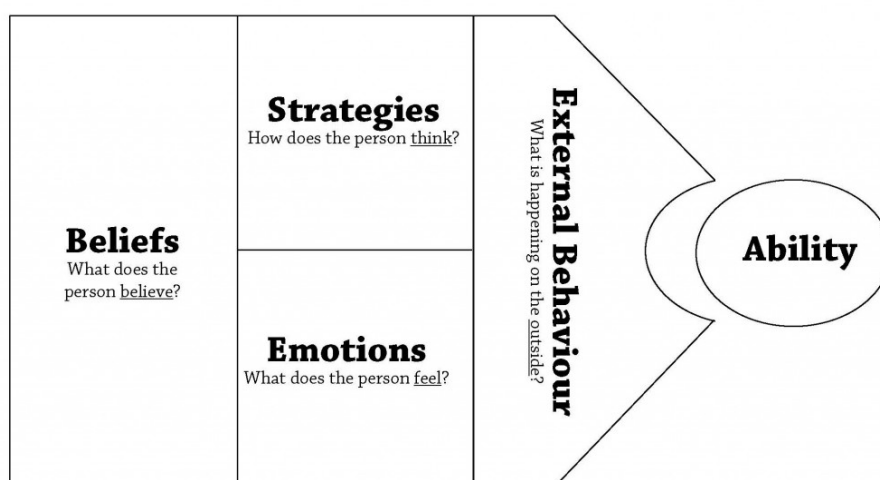 Beliefs
What does the
person believe?
Strategies
How does the person think?
Emotions
What does the person feel?
External Behaviour
What is happening on the outside?
Ability